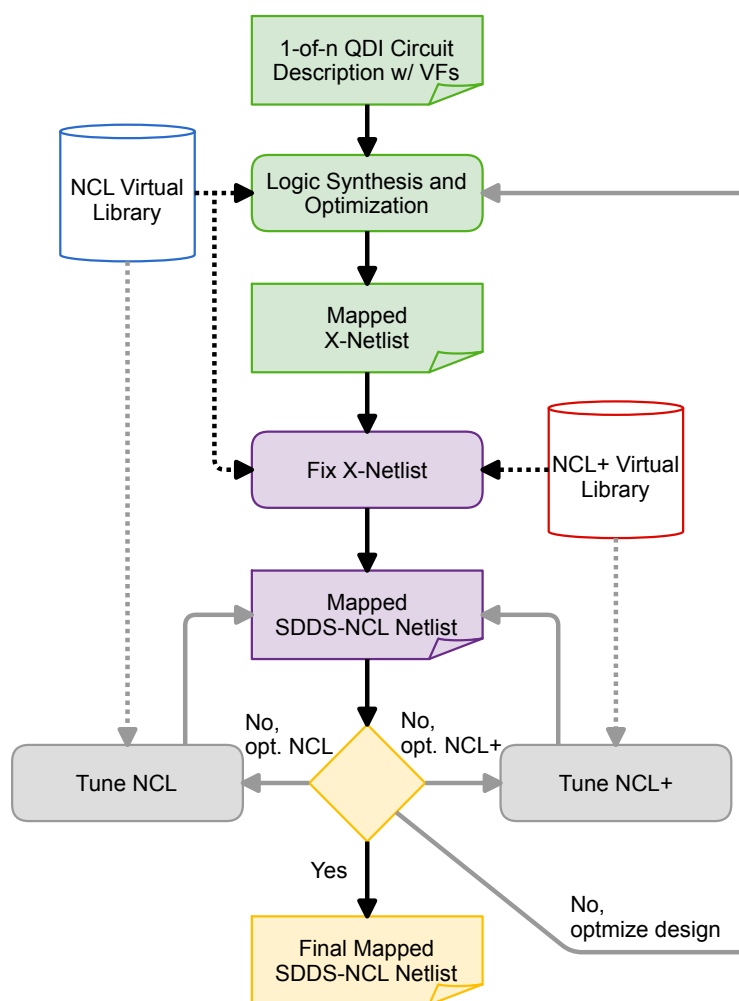 1-of-n QDI Circuit
Description w/ VFs
NCL Virtual
Library
Logic Synthesis and
Optimization
Mapped
X-Netlist
Fix X-Netlist
NCL+ Virtual
Library
Mapped
SDDS-NCL Netlist
No,
opt. NCL
No,
opt. NCL+
Tune NCL
Tune NCL+
Yes
No,
optmize design
Final Mapped
SDDS-NCL Netlist